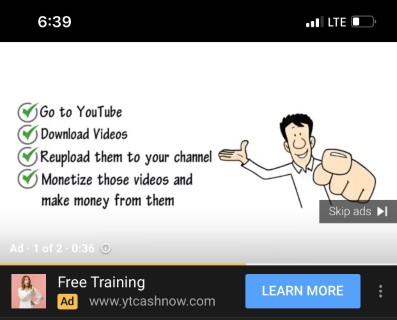 6:39
LTE
Go to YouTube
Download Videos
Reupload them to your channel
Monetize those videos and
make money from them
Skip ads
Ad · 1 of 2 · 0:36
Free Training
Ad www.ytcashnow.com
LEARN MORE